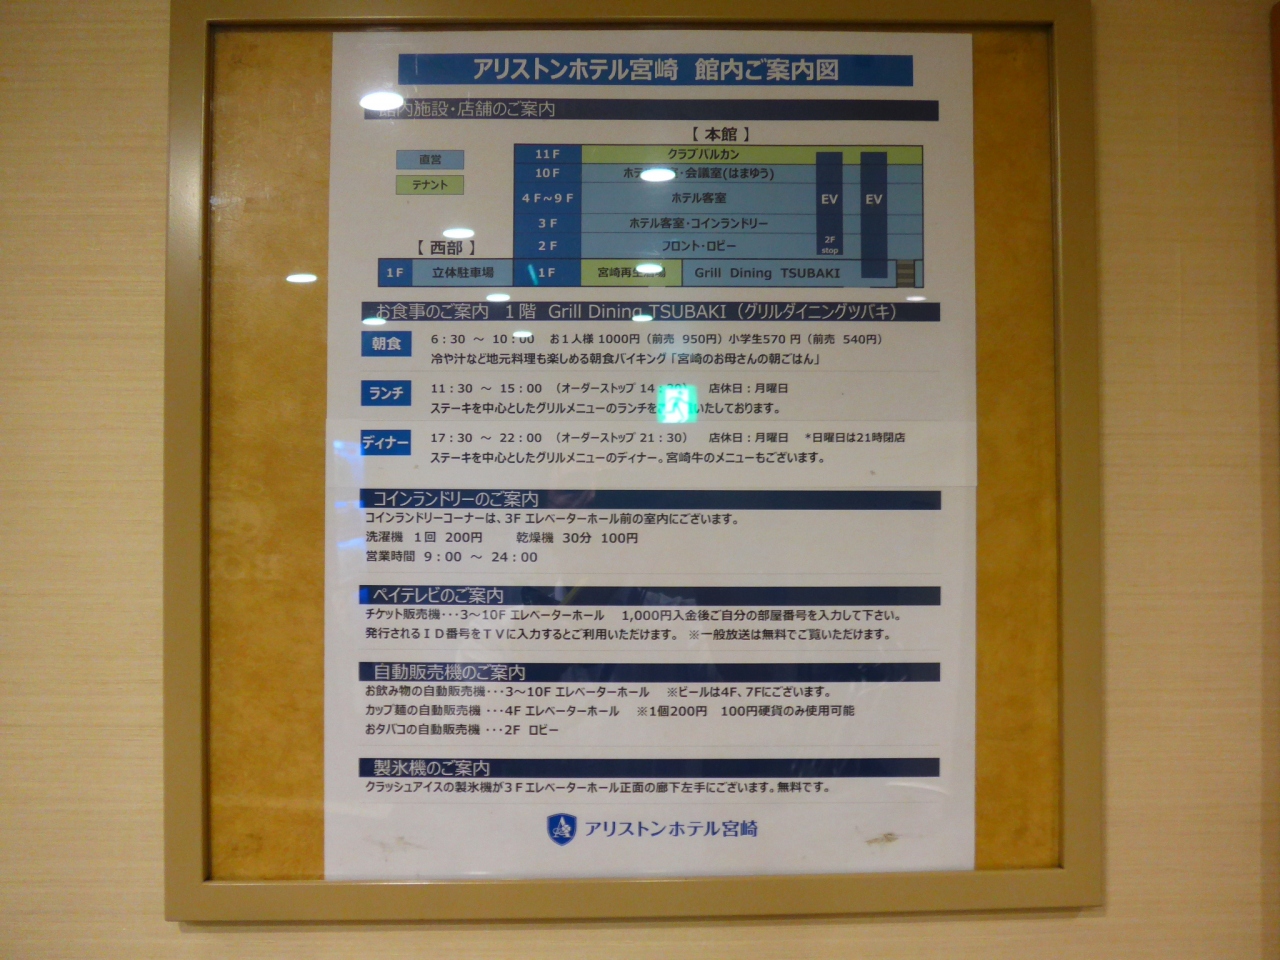 アリストンホテル宮崎 館内ご案内図
館内施設・店舗のご案内
【 本館 】
直営
テナント
11F クラブバルカン
10F ・会議室(はまゆう)
4F～9F ホテル客室
3F ホテル客室・コインランドリー
2F フロント・ロビー
EV
2F
stop
EV
【 西部 】
1F 立体駐車場 1F 宮崎再生 Grill Dining TSUBAKI
お食事のご案内 1階 Grill Dining TSUBAKI（グリルダイニングツバキ）
朝食 6：30 ～ 10：00 お1人様 1000円（前売 950円）小学生570 円（前売 540円）
冷や汁など地元料理も楽しめる朝食バイキング「宮崎のお母さんの朝ごはん」
ランチ 11：30 ～ 15：00 （オーダーストップ 14：30） 店休日：月曜日
ステーキを中心としたグリルメニューのランチを いたしております。
ディナー 17：30 ～ 22：00 （オーダーストップ 21：30） 店休日：月曜日 *日曜日は21時閉店
ステーキを中心としたグリルメニューのディナー。宮崎牛のメニューもございます。
コインランドリーのご案内
コインランドリーコーナーは、3F エレベーターホール前の室内にございます。
洗濯機 1回 200円 乾燥機 30分 100円
営業時間 9：00 ～ 24：00
ペイテレビのご案内
チケット販売機・・・3～10F エレベーターホール 1,000円入金後ご自分の部屋番号を入力して下さい。
発行されるＩＤ番号をＴＶに入力するとご利用いただけます。 ※一般放送は無料でご覧いただけます。
自動販売機のご案内
お飲み物の自動販売機・・・3～10F エレベーターホール ※ビールは4F、7Fにございます。
カップ麺の自動販売機 ・・・4F エレベーターホール ※1個200円 100円硬貨のみ使用可能
おタバコの自動販売機 ・・・2F ロビー
製氷機のご案内
クラッシュアイスの製氷機が3Ｆエレベーターホール正面の廊下左手にございます。無料です。
アリストンホテル宮崎